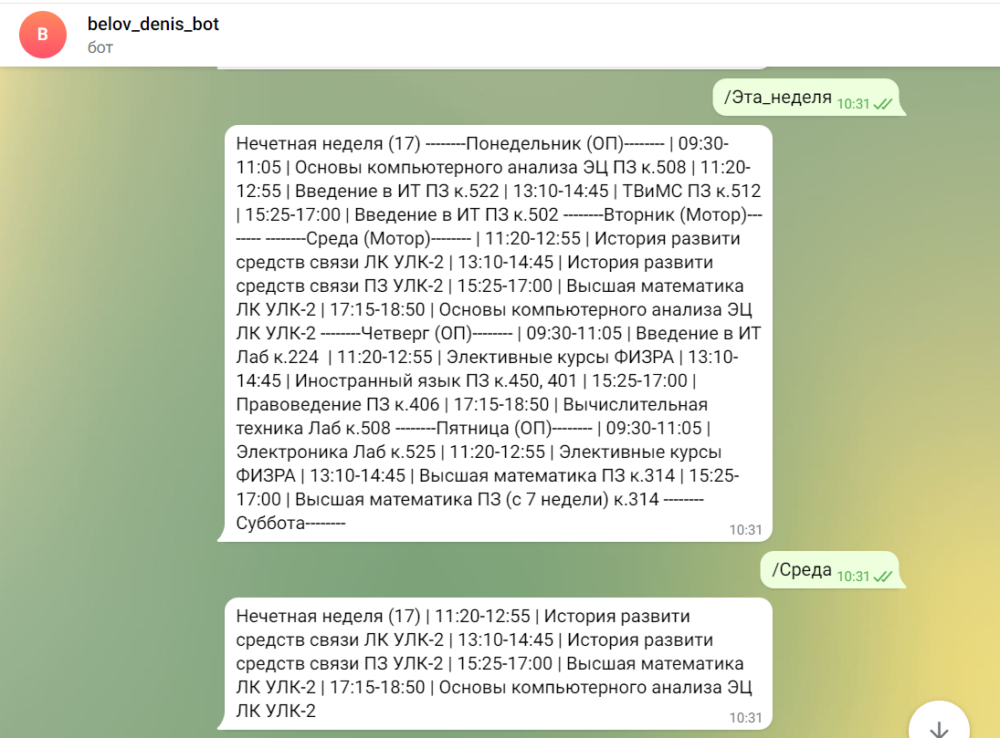 B
belov_denis_bot
бот
/Эта_неделя 10:31
Нечетная неделя (17) --------Понедельник (ОП)-------- | 09:30-
11:05 | Основы компьютерного анализа ЭЦ ПЗ к.508 | 11:20-
12:55 | Введение в ИТ ПЗ к.522 | 13:10-14:45 | ТВиМС ПЗ к.512
| 15:25-17:00 | Введение в ИТ ПЗ к.502 --------Вторник (Мотор)---
----- --------Среда (Мотор)-------- | 11:20-12:55 | История развити
средств связи ЛК УЛК-2 | 13:10-14:45 | История развити
средств связи ПЗ УЛК-2 | 15:25-17:00 | Высшая математика
ЛК УЛК-2 | 17:15-18:50 | Основы компьютерного анализа ЭЦ
ЛК УЛК-2 --------Четверг (ОП)-------- | 09:30-11:05 | Введение в ИТ
Лаб к.224 | 11:20-12:55 | Элективные курсы ФИЗРА | 13:10-
14:45 | Иностранный язык ПЗ к.450, 401 | 15:25-17:00 |
Правоведение ПЗ к.406 | 17:15-18:50 | Вычислительная
техника Лаб к.508 --------Пятница (ОП)-------- | 09:30-11:05 |
Электроника Лаб к.525 | 11:20-12:55 | Элективные курсы
ФИЗРА | 13:10-14:45 | Высшая математика ПЗ к.314 | 15:25-
17:00 | Высшая математика ПЗ (с 7 недели) к.314 --------
Суббота--------
10:31
/Среда 10:31
Нечетная неделя (17) | 11:20-12:55 | История развити
средств связи ЛК УЛК-2 | 13:10-14:45 | История развити
средств связи ПЗ УЛК-2 | 15:25-17:00 | Высшая математика
ЛК УЛК-2 | 17:15-18:50 | Основы компьютерного анализа ЭЦ
ЛК УЛК-2
10:31